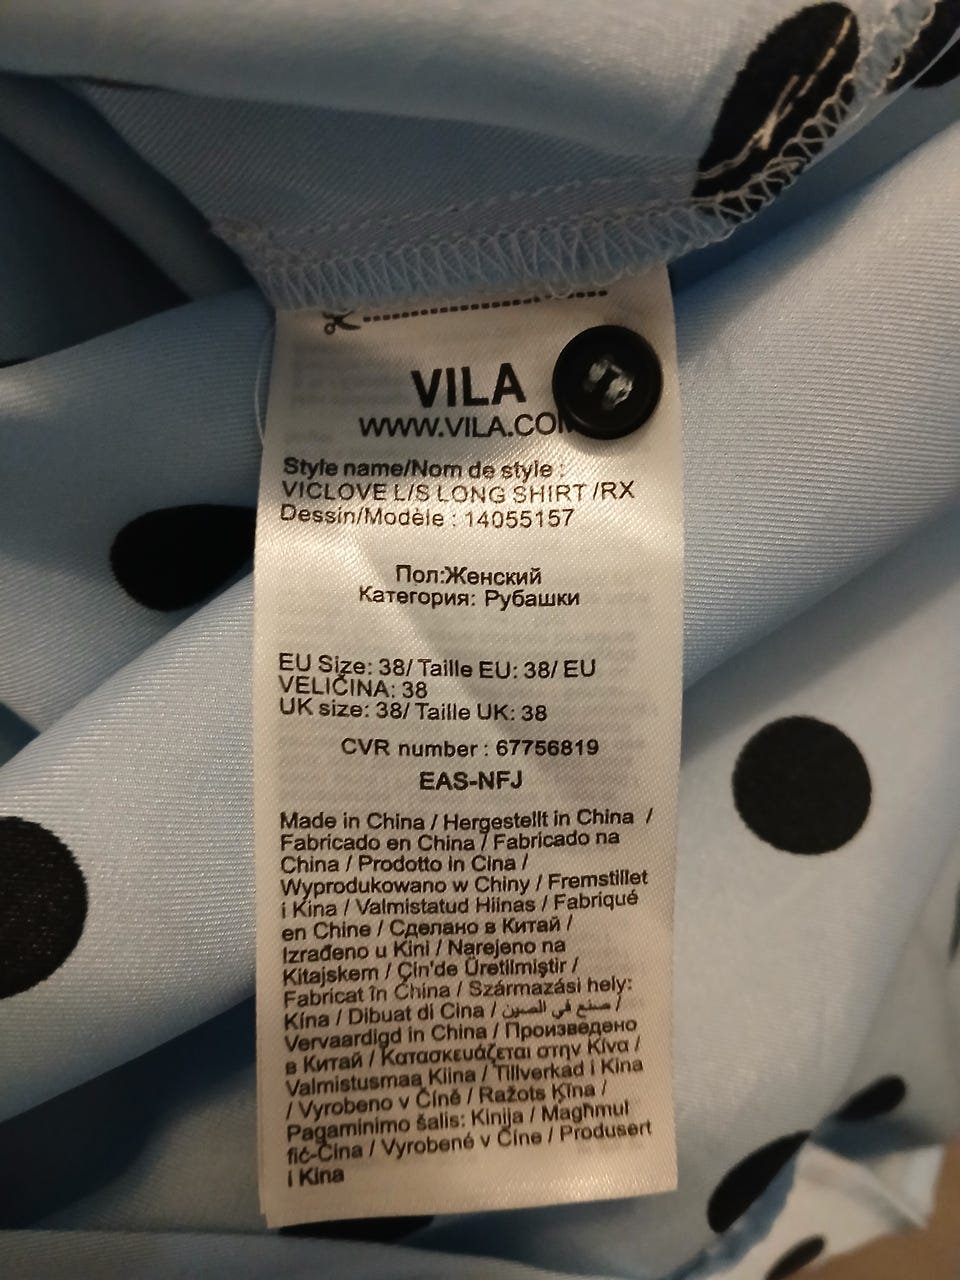 VILA
WWW.VILA.COM
Style name/Nom de style :
VICLOVE L/S LONG SHIRT /RX
Dessin/Modèle : 14055157
Пол:Женский
Категория: Рубашки
EU Size: 38/ Taille EU: 38/ EU
VELIČINA: 38
UK size: 38/ Taille UK: 38
CVR number : 67756819
EAS-NFJ
Made in China / Hergestellt in China /
Fabricado en China / Fabricado na
China / Prodotto in Cina /
Wyprodukowano w Chiny / Fremstillet
i Kina / Valmistatud Hiinas / Fabriqué
en Chine / Сделано в Китай /
Izrađeno u Kini / Narejeno na
Kitajskem / Çin'de Üretilmiştir /
Fabricat în China / Származási hely:
Kína / Dibuat di Cina / صنع في الصين /
Vervaardigd in China / Произведено
в Китай / Κατασκευάζεται στην Κίνα /
Valmistusmaa Kiina / Tillverkad i Kina
/ Vyrobeno v Číně / Ražots Ķīna /
Pagaminimo šalis: Kinija / Magħmul
fiċ-Ċina / Vyrobené v Číne / Produsert
i Kina